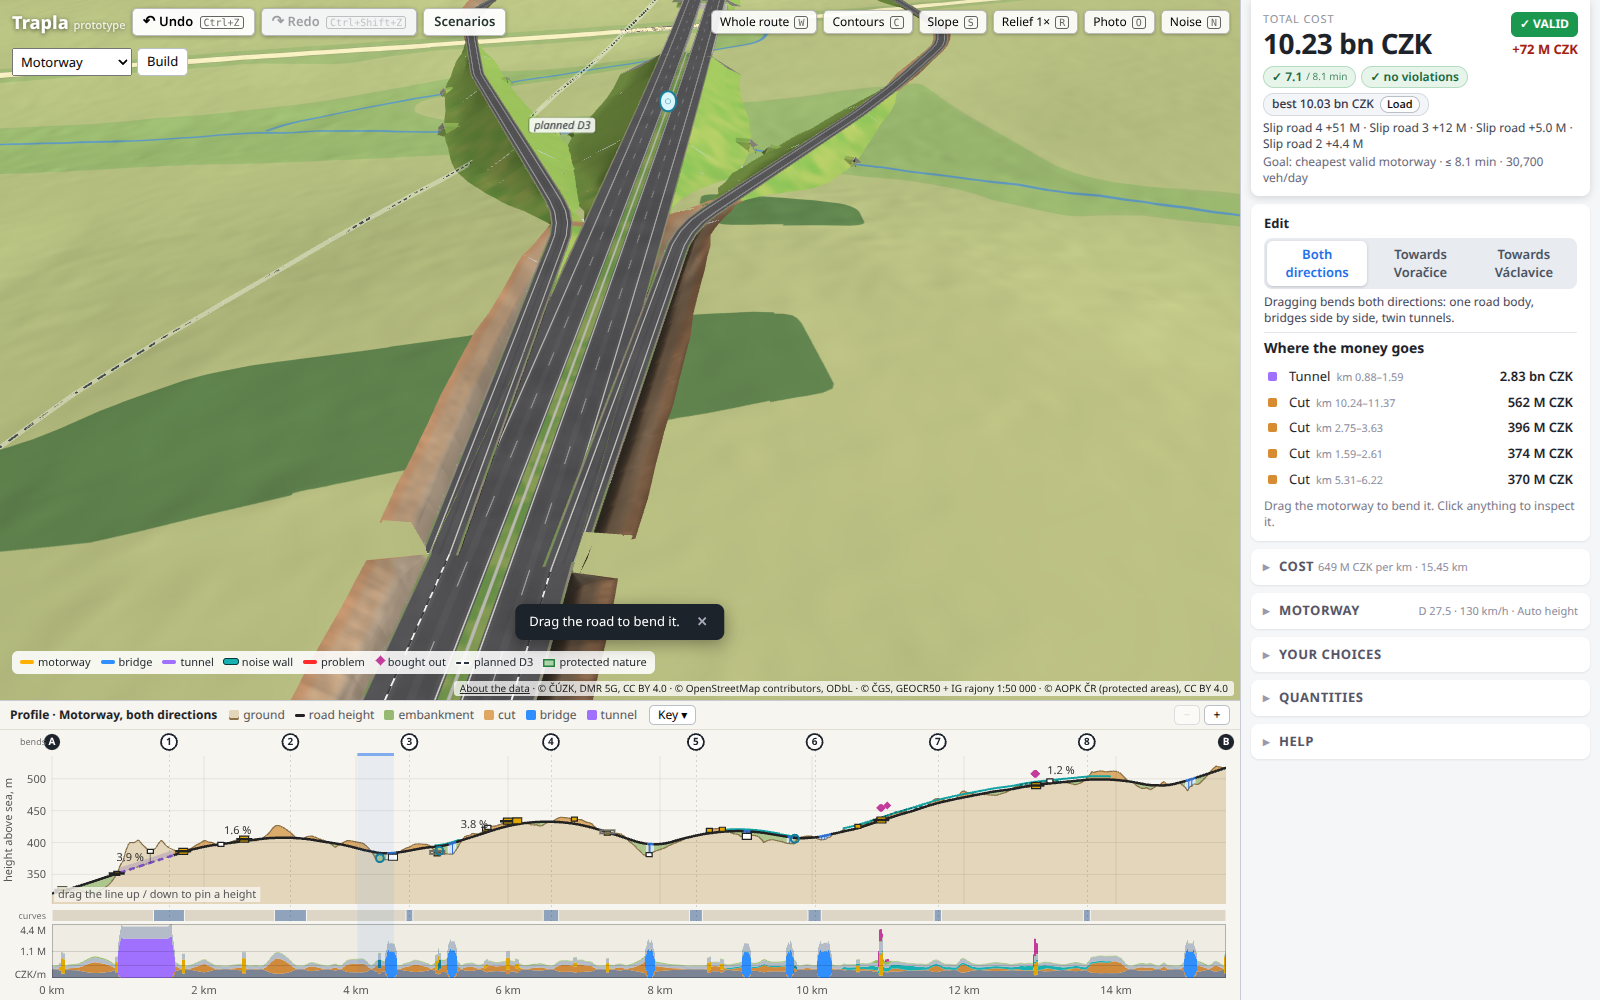 Trapla prototype
↶ Undo Ctrl+Z
↷ Redo Ctrl+Shift+Z
Scenarios
Whole route W
Contours C
Slope S
Relief 1× R
Photo O
Noise N
Motorway
Build
planned D3
Drag the road to bend it. ✕
motorway
bridge
tunnel
noise wall
problem
bought out
planned D3
protected nature
About the data · © ČÚZK, DMR 5G, CC BY 4.0 · © OpenStreetMap contributors, ODbL · © ČGS, GEOCR50 + IG rajony 1:50 000 · © AOPK ČR (protected areas), CC BY 4.0
TOTAL COST
✓ VALID
10.23 bn CZK
+72 M CZK
✓ 7.1 / 8.1 min
✓ no violations
best 10.03 bn CZK Load
Slip road 4 +51 M · Slip road 3 +12 M · Slip road +5.0 M ·
Slip road 2 +4.4 M
Goal: cheapest valid motorway · ≤ 8.1 min · 30,700
veh/day
Edit
Both
directions
Towards
Voračice
Towards
Václavice
Dragging bends both directions: one road body,
bridges side by side, twin tunnels.
Where the money goes
Tunnel km 0.88–1.59 2.83 bn CZK
Cut km 10.24–11.37 562 M CZK
Cut km 2.75–3.63 396 M CZK
Cut km 1.59–2.61 374 M CZK
Cut km 5.31–6.22 370 M CZK
Drag the motorway to bend it. Click anything to inspect
it.
▸ COST 649 M CZK per km · 15.45 km
▸ MOTORWAY D 27.5 · 130 km/h · Auto height
▸ YOUR CHOICES
▸ QUANTITIES
▸ HELP
Profile · Motorway, both directions
ground
road height
embankment
cut
bridge
tunnel
Key ▾
−
+
bends A 1 2 3 4 5 6 7 8 B
height above sea, m
500
450
400
350
3.9 %
1.6 %
3.8 %
1.2 %
drag the line up / down to pin a height
curves
4.4 M
1.1 M
CZK/m
0 km 2 km 4 km 6 km 8 km 10 km 12 km 14 km